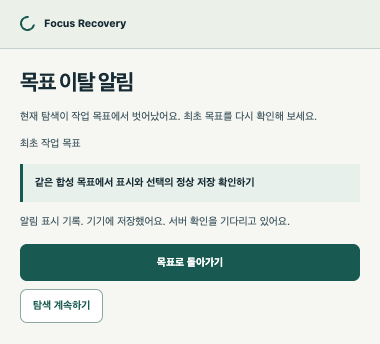 Focus Recovery
목표 이탈 알림
현재 탐색이 작업 목표에서 벗어났어요. 최초 목표를 다시 확인해 보세요.
최초 작업 목표
같은 합성 목표에서 표시와 선택의 정상 저장 확인하기
알림 표시 기록. 기기에 저장했어요. 서버 확인을 기다리고 있어요.
목표로 돌아가기
탐색 계속하기